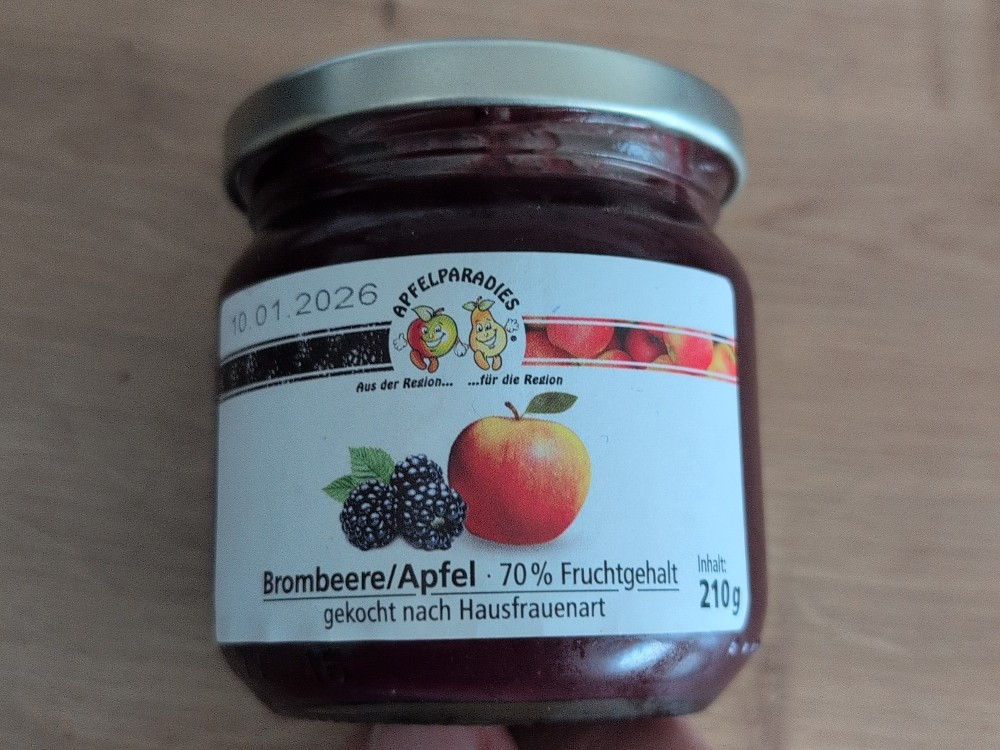 10.01.2026
APFELPARADIES
Aus der Region... ...für die Region
Brombeere/Apfel · 70% Fruchtgehalt
gekocht nach Hausfrauenart
Inhalt:
210g